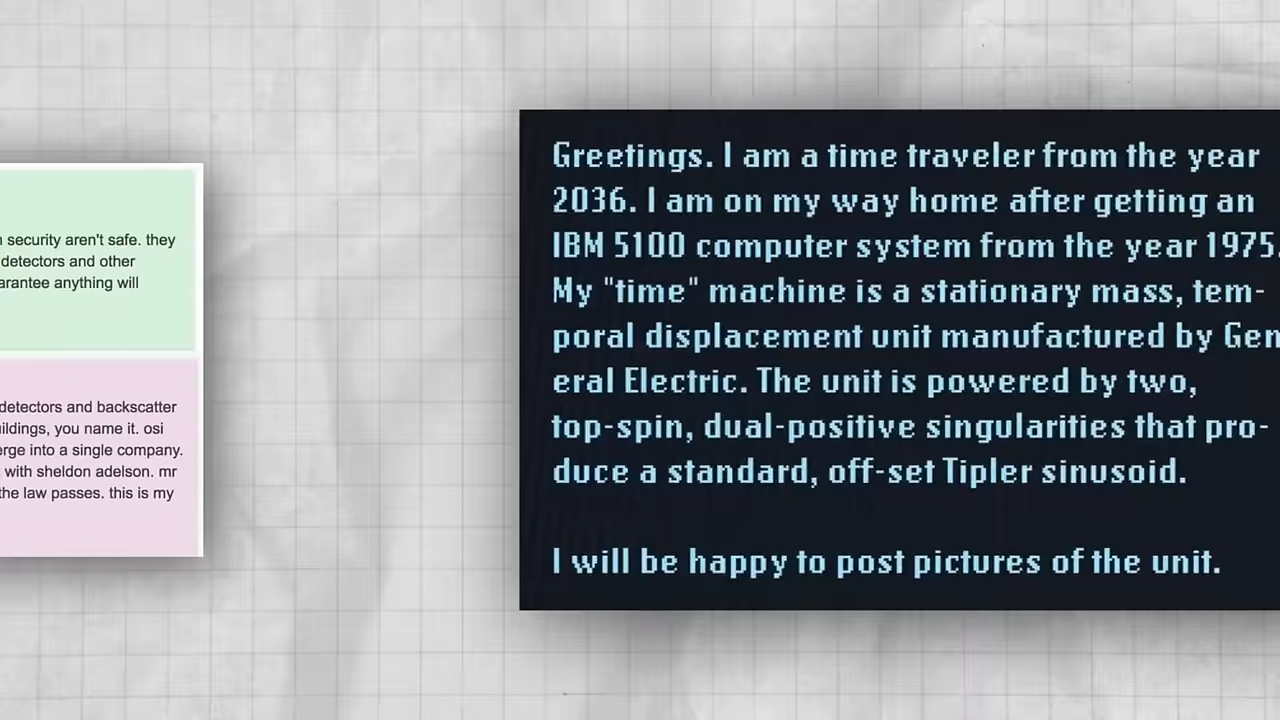 n security aren't safe. they
detectors and other
arantee anything will
detectors and backscatter
ildings, you name it. osi
erge into a single company.
with sheldon adelson. mr
the law passes. this is my
Greetings. I am a time traveler from the year
2036. I am on my way home after getting an
IBM 5100 computer system from the year 1975.
My "time" machine is a stationary mass, tem-
poral displacement unit manufactured by Gen
eral Electric. The unit is powered by two,
top-spin, dual-positive singularities that pro-
duce a standard, off-set Tipler sinusoid.
I will be happy to post pictures of the unit.